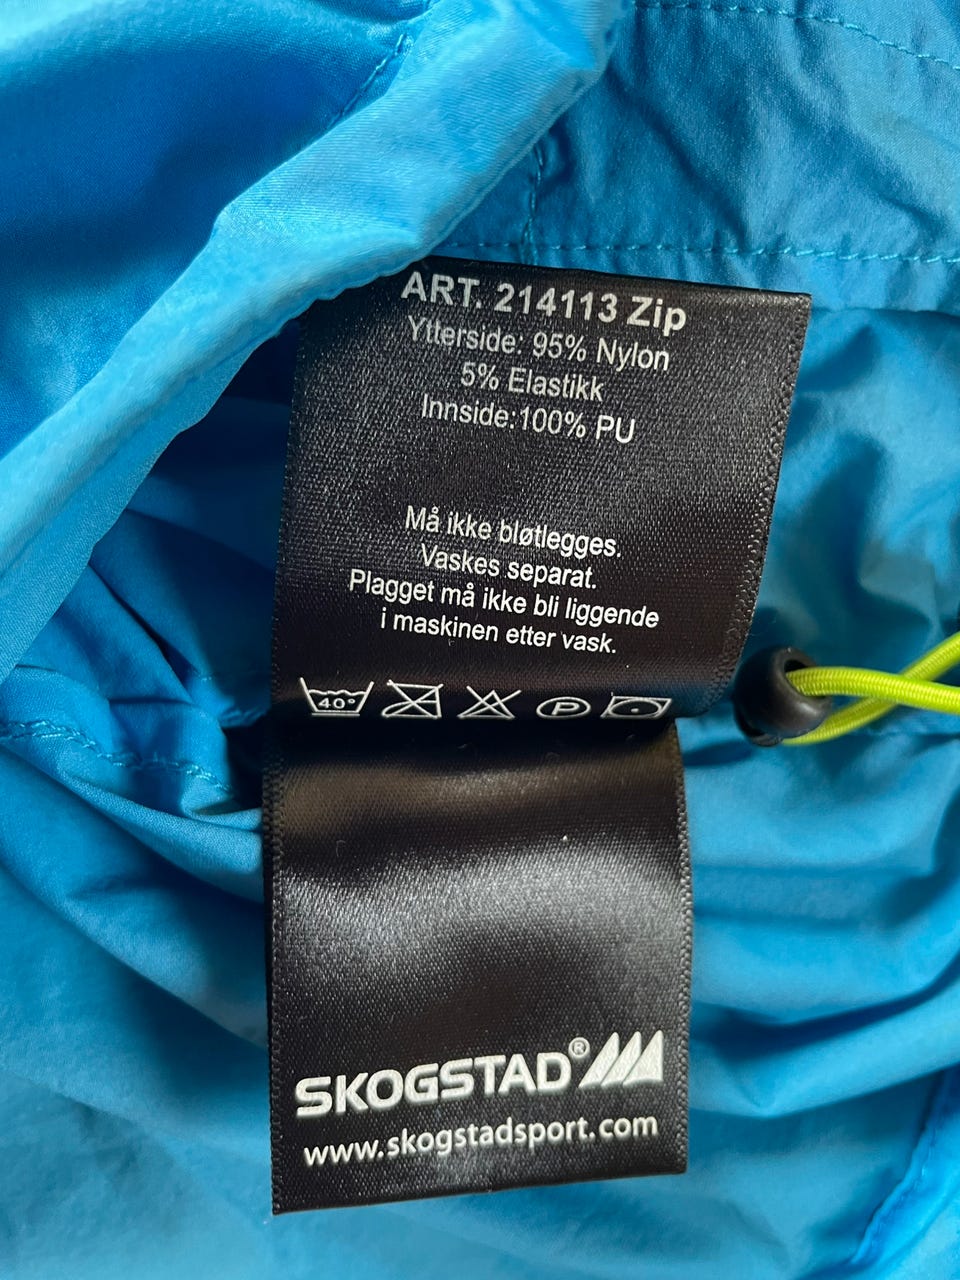 ART. 214113 Zip
Ytterside: 95% Nylon
5% Elastikk
Innside:100% PU
Må ikke bløtlegges.
Vaskes separat.
Plagget må ikke bli liggende
i maskinen etter vask.
40° P
SKOGSTAD®
www.skogstadsport.com